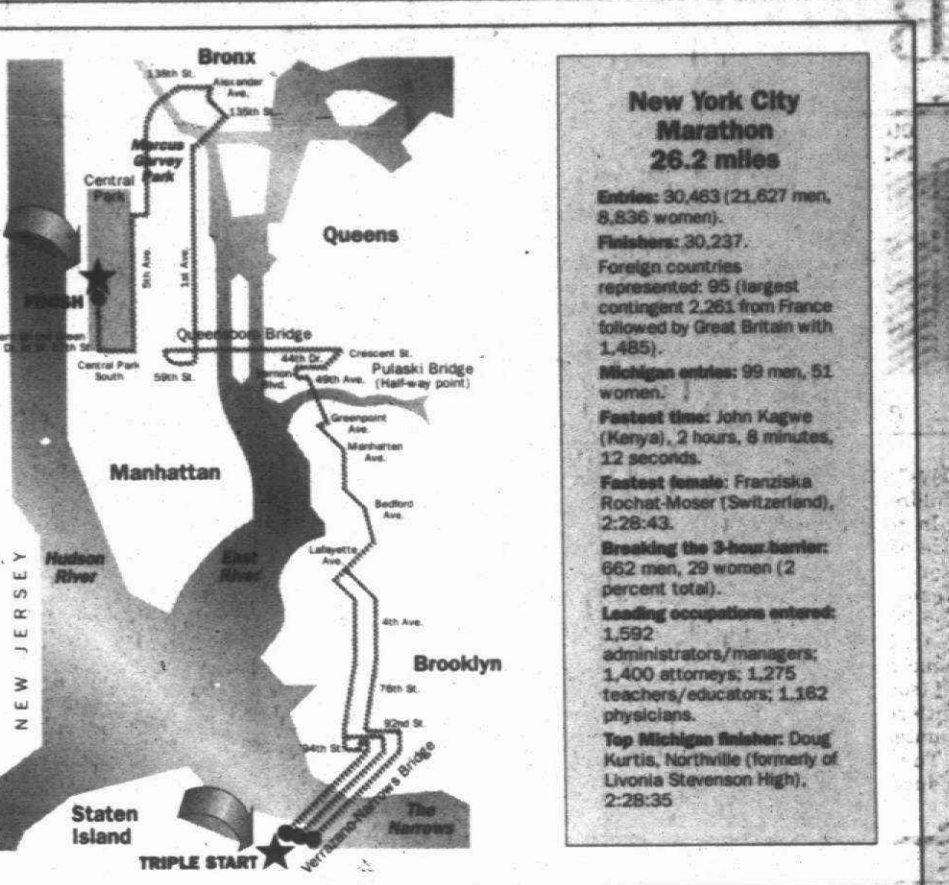 Bronx
138th St.
Alexander
Ave.
135th St.
Marcus
Garvey
Park
Central
Park
Queens
5th Ave.
1st Ave.
FINISH
Queensboro Bridge
44th Dr.
Crescent St.
Central Park
South
59th St.
Vernon
Blvd.
49th Ave.
Pulaski Bridge
(Half-way point)
Greenpoint
Ave.
Manhatten
Ave.
Manhattan
Bedford
Ave.
Lafayette
Ave.
NEW JERSEY
Hudson
River
East
River
4th Ave.
Brooklyn
76th St.
92nd St.
94th St.
Verrazano-Narrows Bridge
Staten
Island
The
Narrows
TRIPLE START
New York City
Marathon
26.2 miles
Entries: 30,463 (21,627 men,
8,836 women).
Finishers: 30,237.
Foreign countries
represented: 95 (largest
contingent 2,261 from France
followed by Great Britain with
1,485).
Michigan entries: 99 men, 51
women.
Fastest time: John Kagwe
(Kenya), 2 hours, 8 minutes,
12 seconds.
Fastest female: Franziska
Rochat-Moser (Switzerland),
2:28:43.
Breaking the 3-hour barrier:
662 men, 29 women (2
percent total).
Leading occupations entered:
1,592
administrators/managers;
1,400 attorneys; 1,275
teachers/educators; 1,162
physicians.
Top Michigan finisher: Doug
Kurtis, Northville (formerly of
Livonia Stevenson High),
2:28:35